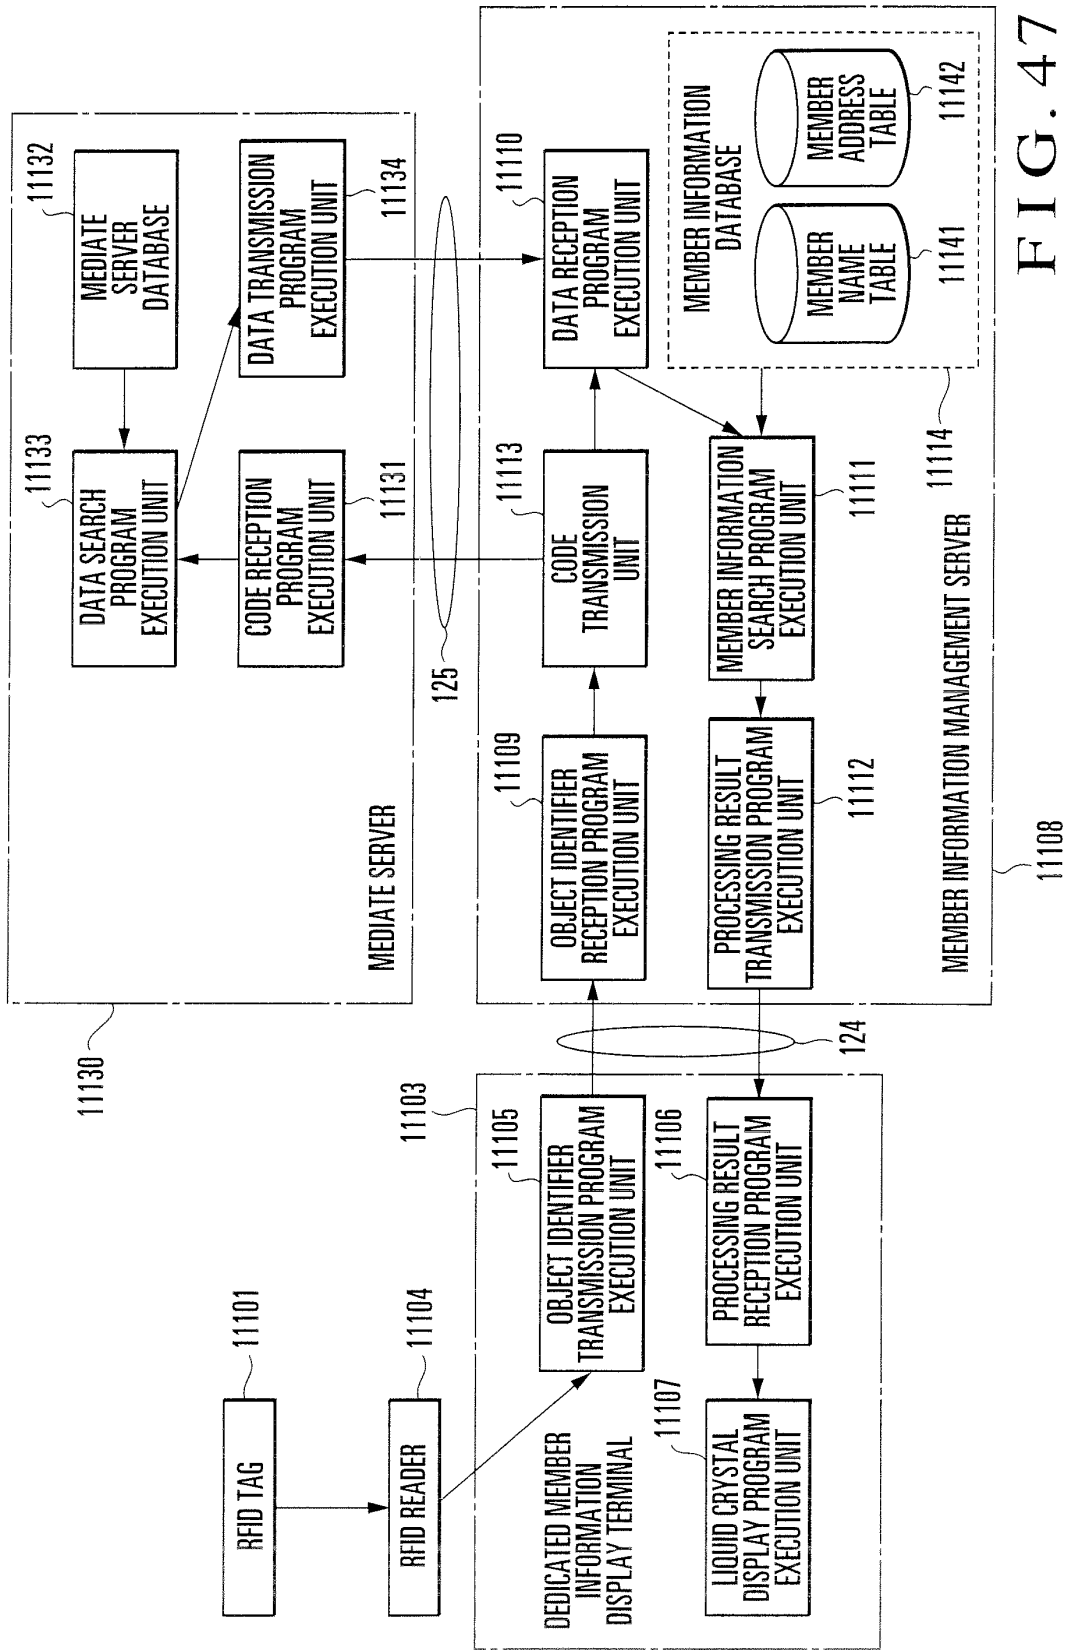 11101
RFID TAG
11104
RFID READER
11103
DEDICATED MEMBER
INFORMATION
DISPLAY TERMINAL
11105
OBJECT IDENTIFIER
TRANSMISSION PROGRAM
EXECUTION UNIT
11106
PROCESSING RESULT
RECEPTION PROGRAM
EXECUTION UNIT
11107
LIQUID CRYSTAL
DISPLAY PROGRAM
EXECUTION UNIT
124
11130
MEDIATE SERVER
11133
DATA SEARCH
PROGRAM
EXECUTION UNIT
11132
MEDIATE
SERVER
DATABASE
11131
CODE RECEPTION
PROGRAM
EXECUTION UNIT
11134
DATA TRANSMISSION
PROGRAM
EXECUTION UNIT
125
11109
OBJECT IDENTIFIER
RECEPTION PROGRAM
EXECUTION UNIT
11113
CODE
TRANSMISSION
UNIT
11110
DATA RECEPTION
PROGRAM
EXECUTION UNIT
11112
PROCESSING RESULT
TRANSMISSION PROGRAM
EXECUTION UNIT
11111
MEMBER INFORMATION
SEARCH PROGRAM
EXECUTION UNIT
MEMBER INFORMATION
DATABASE
MEMBER
NAME
TABLE
11141
MEMBER
ADDRESS
TABLE
11142
11114
MEMBER INFORMATION MANAGEMENT SERVER
11108
FIG. 47